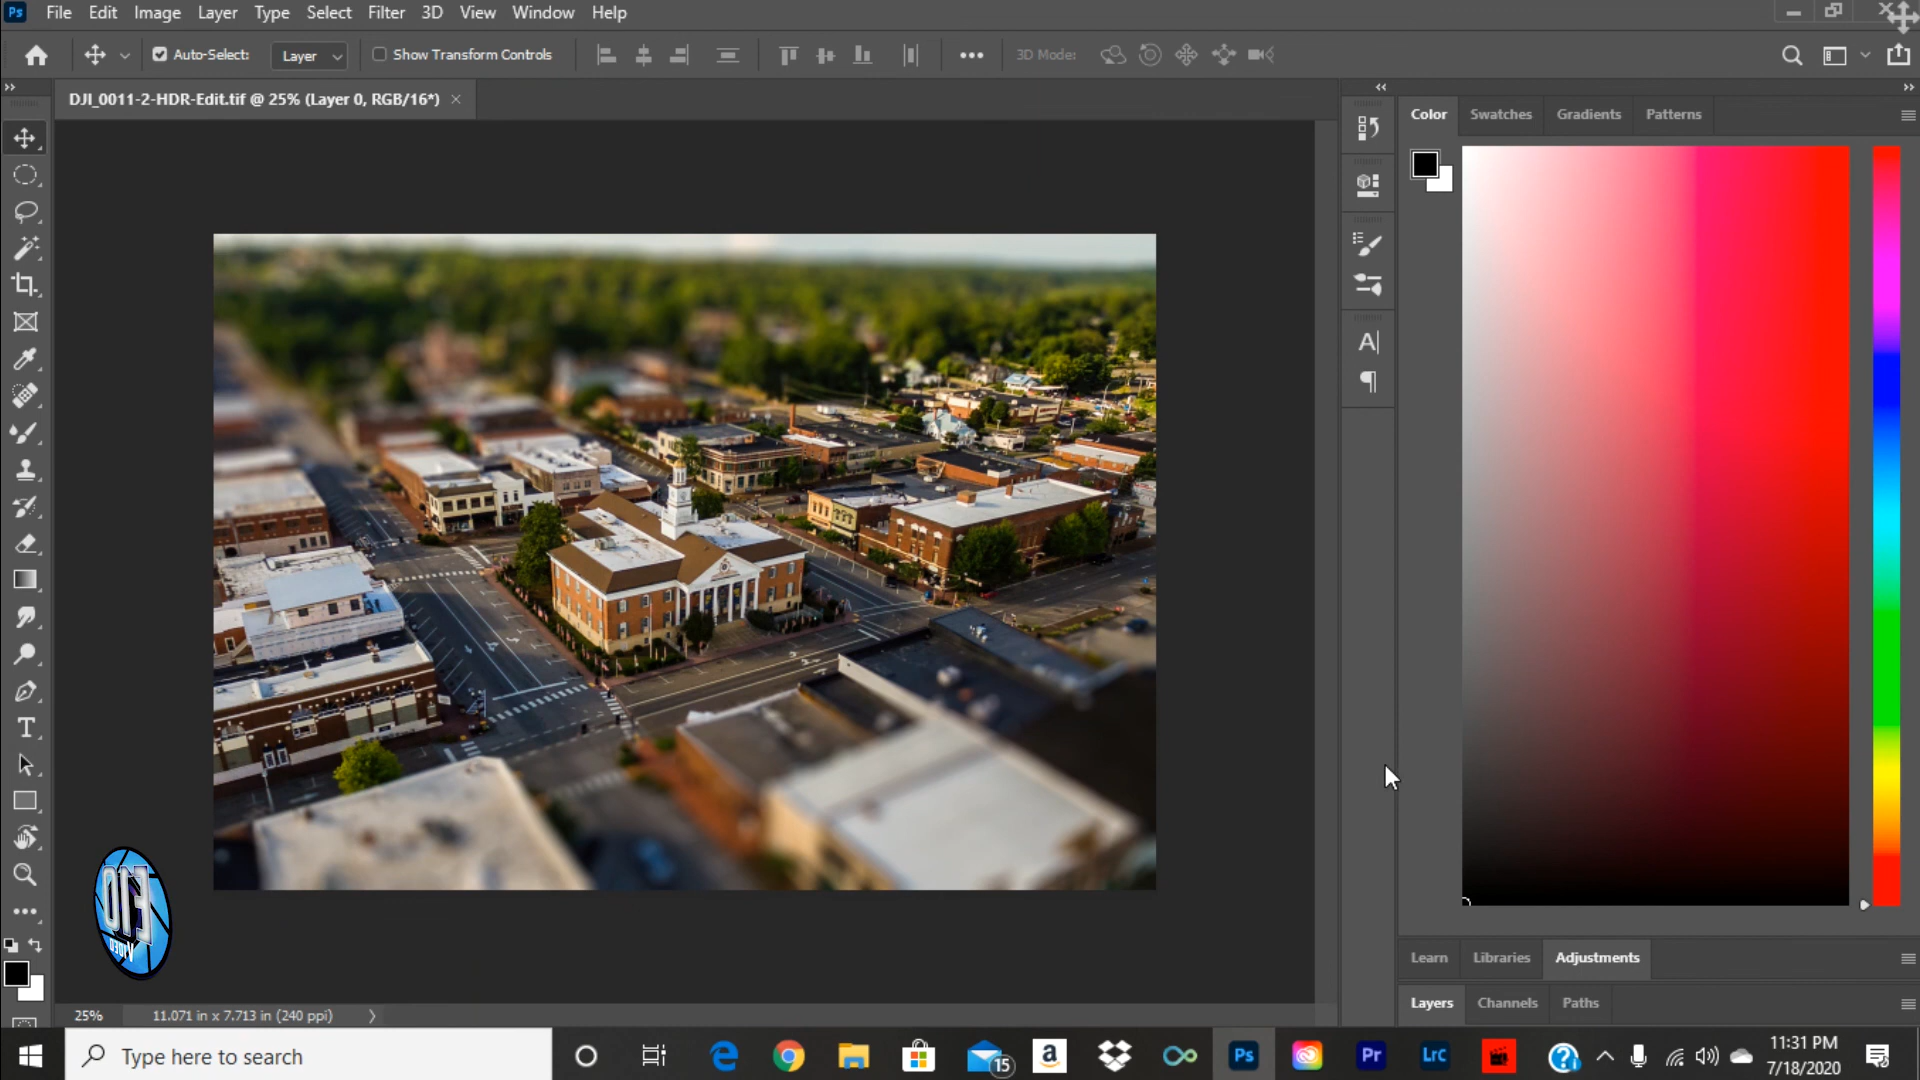 Ps File Edit Image Layer Type Select Filter 3D View Window Help
Auto-Select: Layer Show Transform Controls 3D Mode:
DJI_0011-2-HDR-Edit.tif @ 25% (Layer 0, RGB/16*)
Color Swatches Gradients Patterns
A
T
VIDEO
Learn Libraries Adjustments
Layers Channels Paths
25% 11.071 in x 7.713 in (240 ppi)
Type here to search
15
a
Ps
Pr
Lrc
11:31 PM
7/18/2020